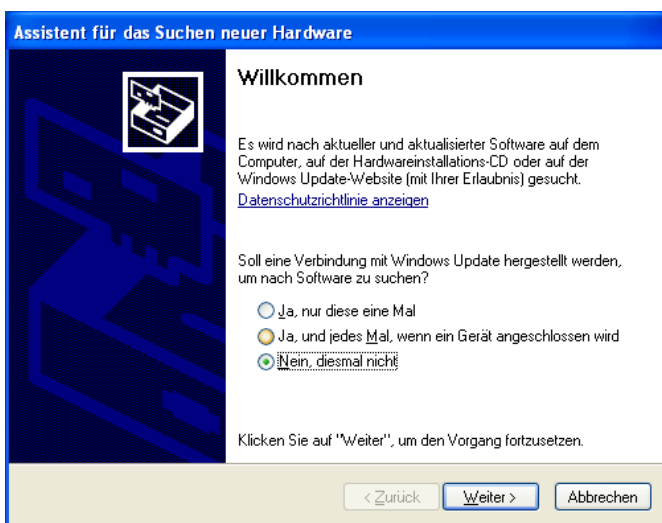 Assistent für das Suchen neuer Hardware
Willkommen
Es wird nach aktueller und aktualisierter Software auf dem
Computer, auf der Hardwareinstallations-CD oder auf der
Windows Update-Website (mit Ihrer Erlaubnis) gesucht.
Datenschutzrichtlinie anzeigen
Soll eine Verbindung mit Windows Update hergestellt werden,
um nach Software zu suchen?
Ja, nur diese eine Mal
Ja, und jedes Mal, wenn ein Gerät angeschlossen wird
Nein, diesmal nicht
Klicken Sie auf "Weiter", um den Vorgang fortzusetzen.
< Zurück Weiter > Abbrechen